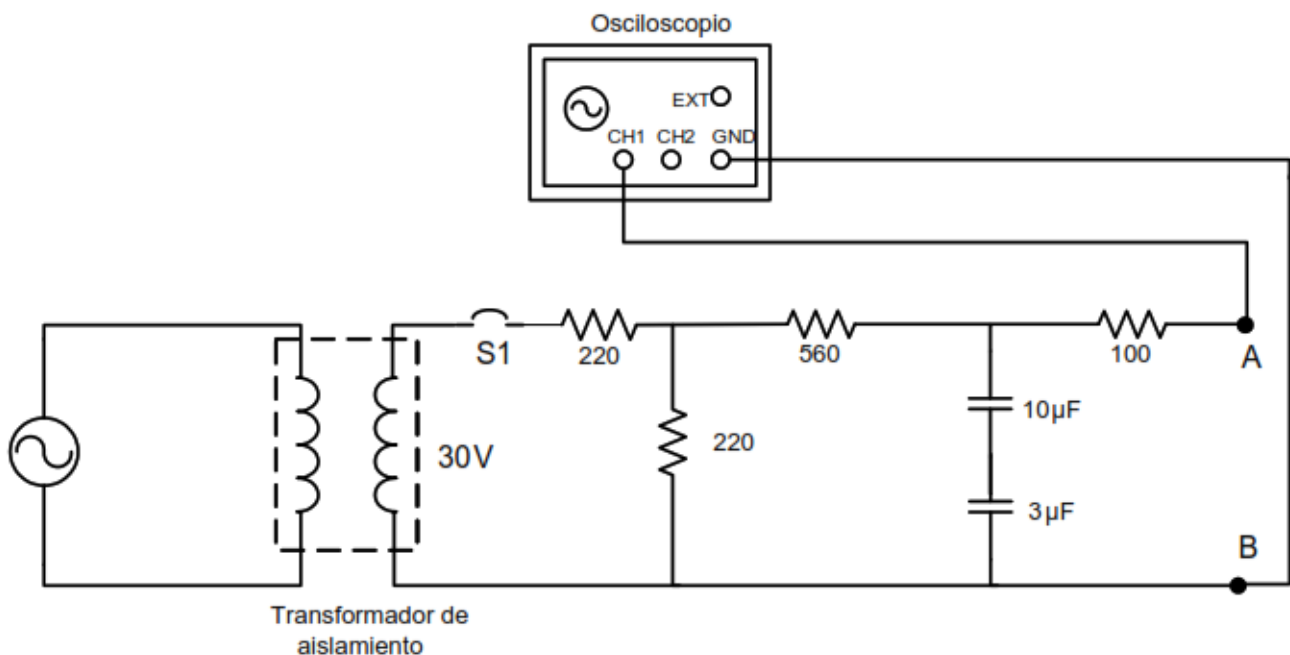 Osciloscopio
EXT
CH1 CH2 GND
S1
220
560
100
A
30V
220
10µF
3µF
B
Transformador de
aislamiento